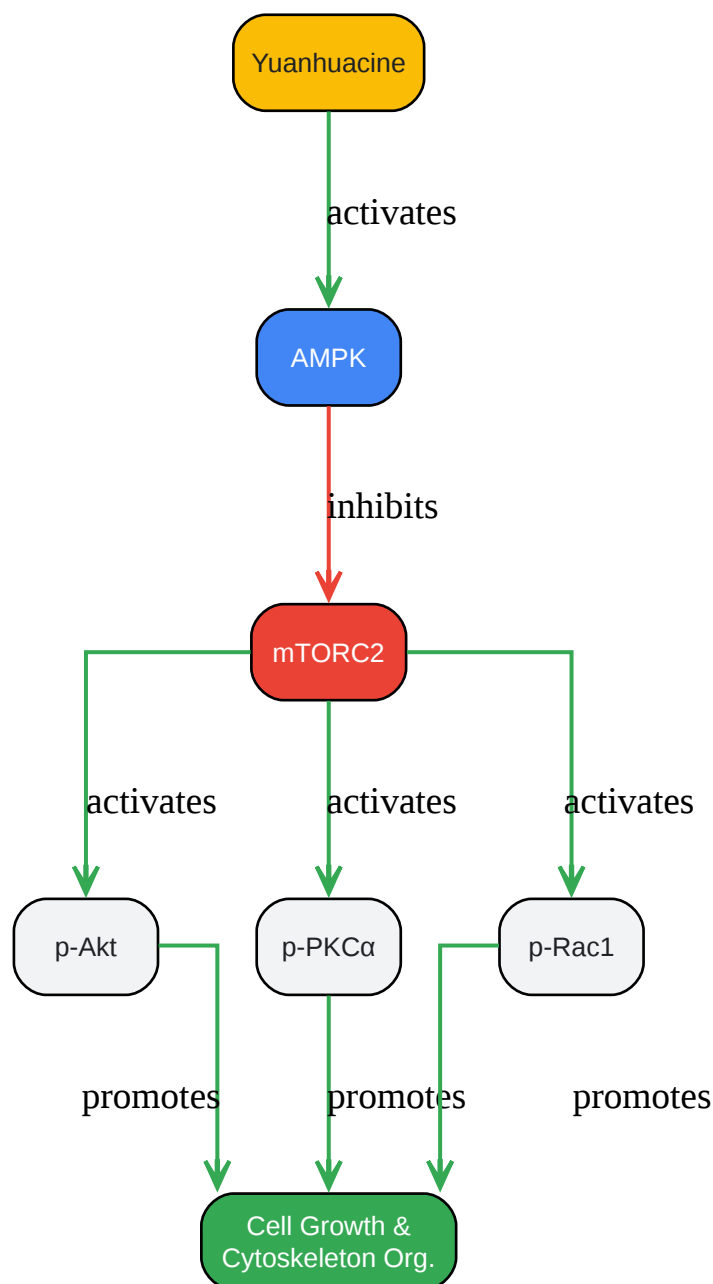 Yuanhuacine
activates
AMPK
inhibits
mTORC2
activates
activates
activates
p-Akt
p-PKCα
p-Rac1
promotes
promotes
promotes
Cell Growth &
Cytoskeleton Org.